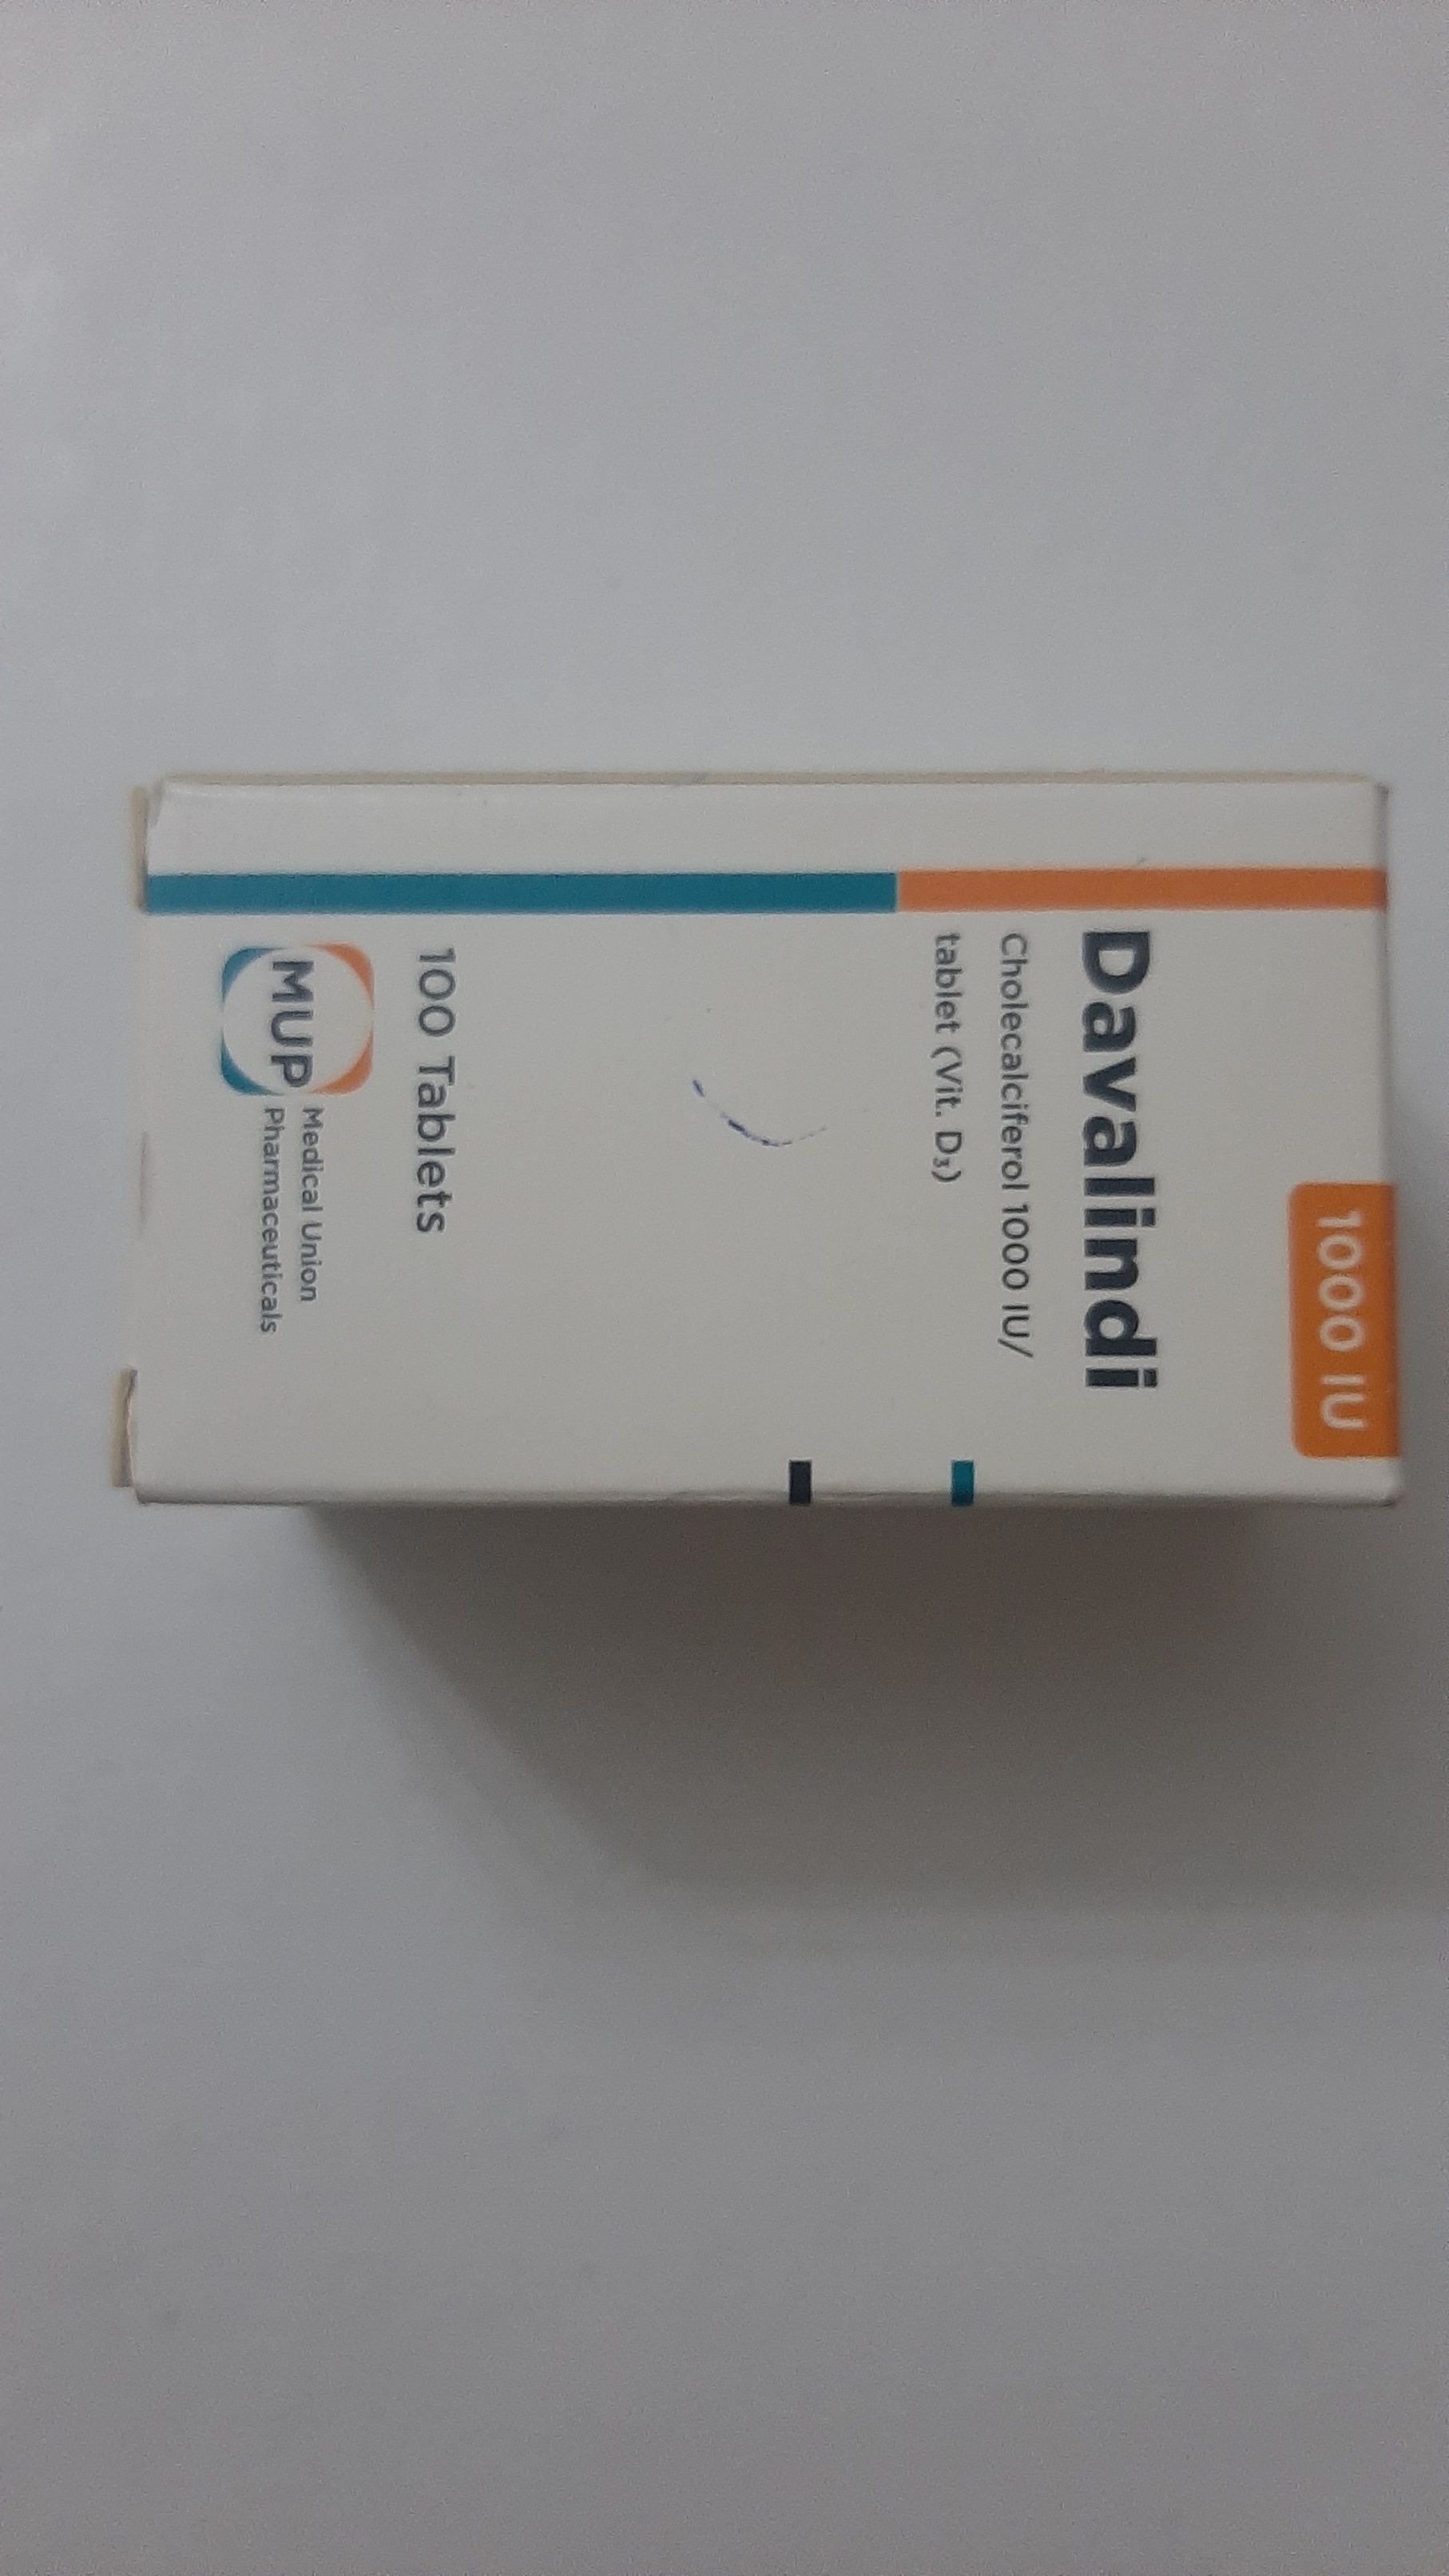 1000 IU
Davalindi
Cholecalciferol 1000 IU/
tablet (Vit. D₃)
100 Tablets
MUP
Medical Union
Pharmaceuticals